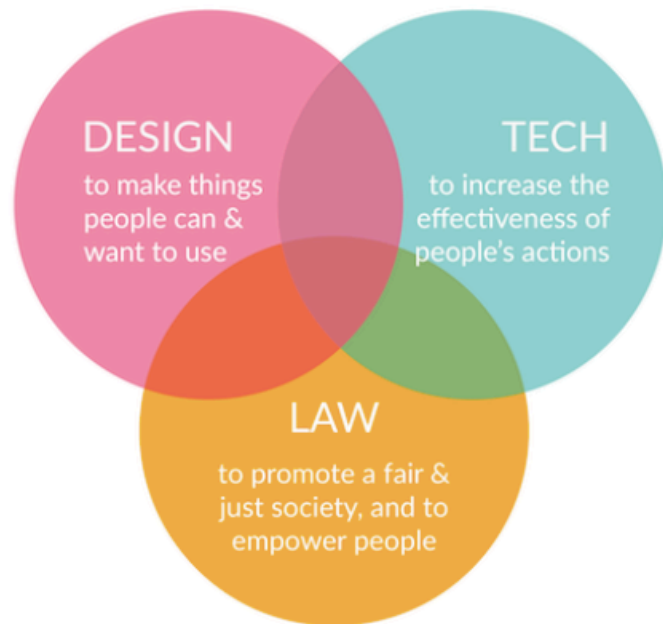 DESIGN
to make things
people can &
want to use
TECH
to increase the
effectiveness of
people's actions
LAW
to promote a fair &
just society, and to
empower people